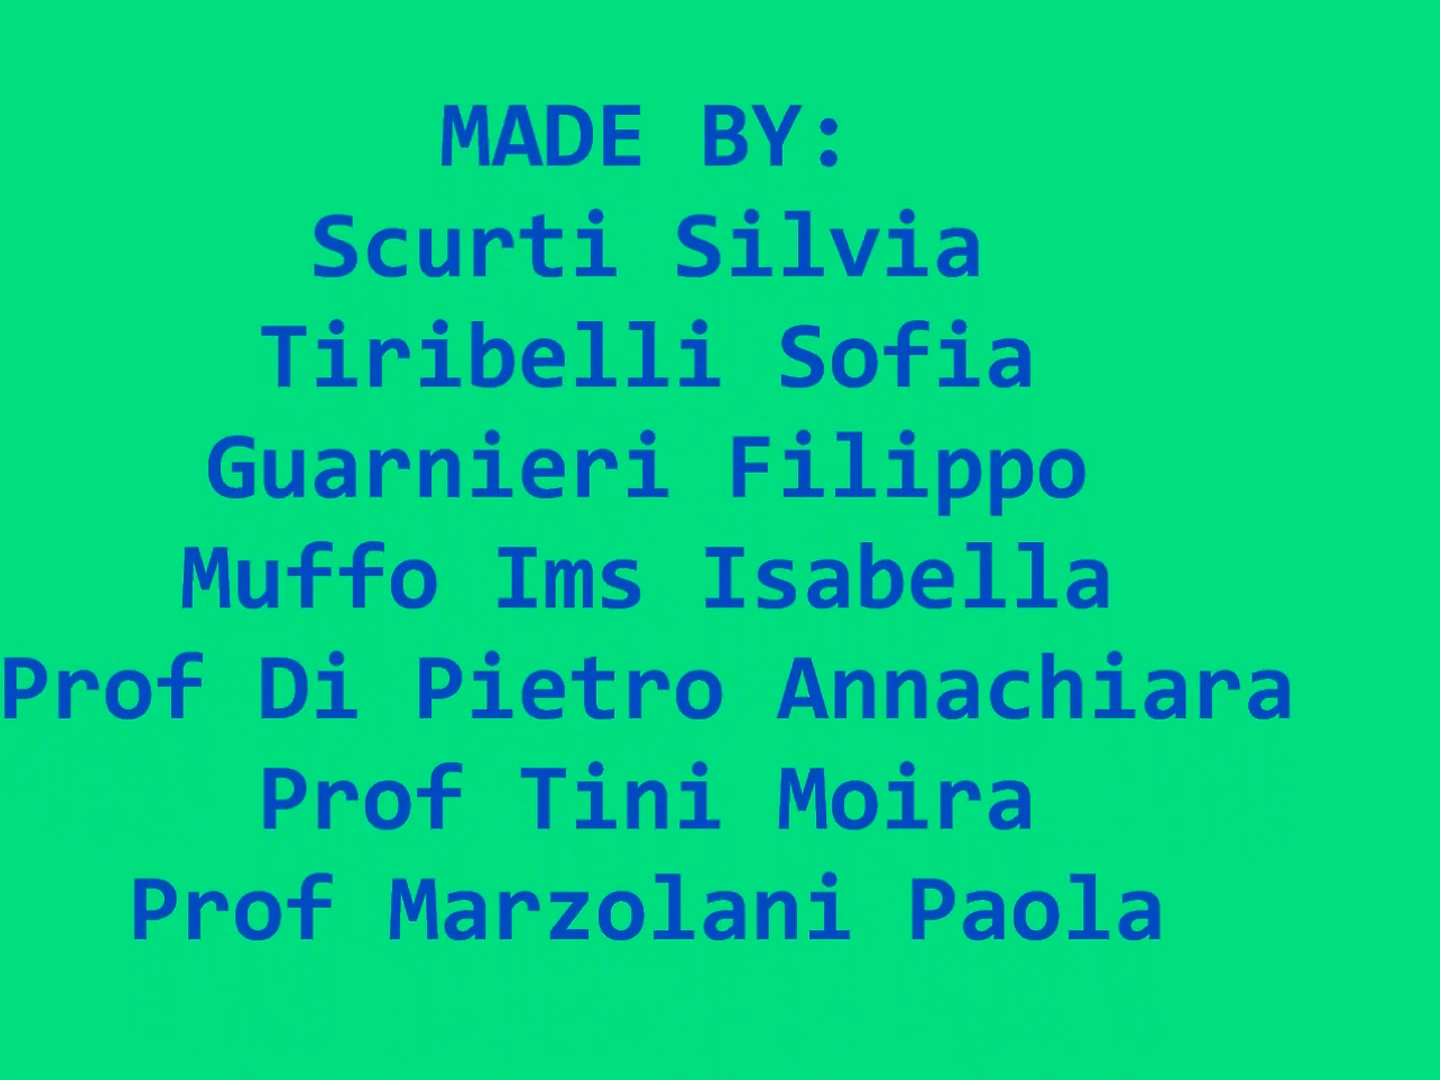 MADE BY:
Scurti Silvia
Tiribelli Sofia
Guarnieri Filippo
Muffo Ims Isabella
Prof Di Pietro Annachiara
Prof Tini Moira
Prof Marzolani Paola